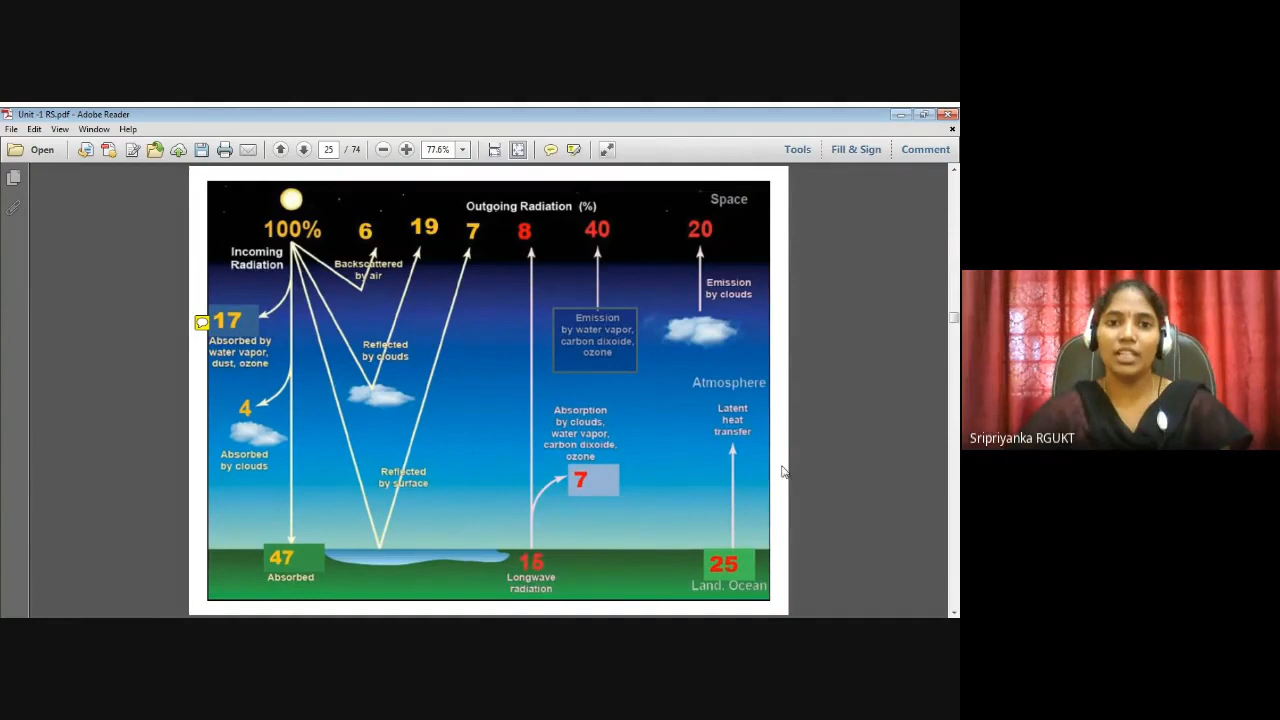 Unit -1 RS.pdf - Adobe Reader
File Edit View Window Help
Open 25 / 74 77.6% Tools Fill & Sign Comment
Outgoing Radiation (%)
Space
100% 6 19 7 8 40 20
Incoming
Radiation
Backscattered
by air
Emission
by clouds
17
Absorbed by
water vapor,
dust, ozone
Reflected
by clouds
Emission
by water vapor,
carbon dixoide,
ozone
Atmosphere
4
Absorbed
by clouds
Absorption
by clouds,
water vapor,
carbon dixoide,
ozone
7
Latent
heat
transfer
Reflected
by surface
47
Absorbed
15
Longwave
radiation
25
Land. Ocean
Sripriyanka RGUKT